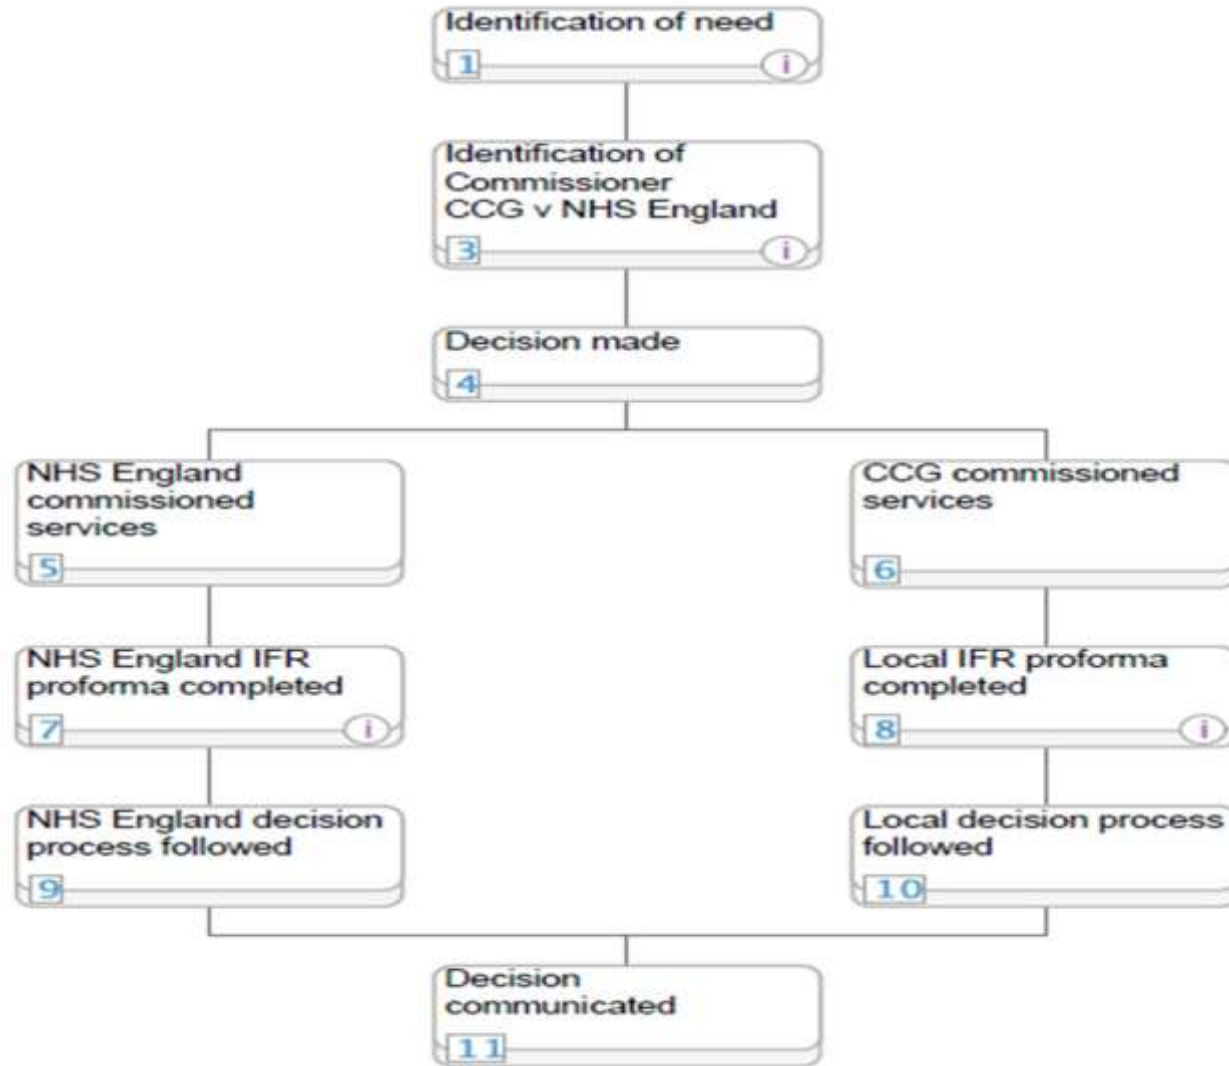 Identification of need
1 i
Identification of
Commissioner
CCG v NHS England
3 i
Decision made
4
NHS England
commissioned
services
5
CCG commissioned
services
6
NHS England IFR
proforma completed
7 i
Local IFR proforma
completed
8 i
NHS England decision
process followed
9
Local decision process
followed
10
Decision
communicated
11